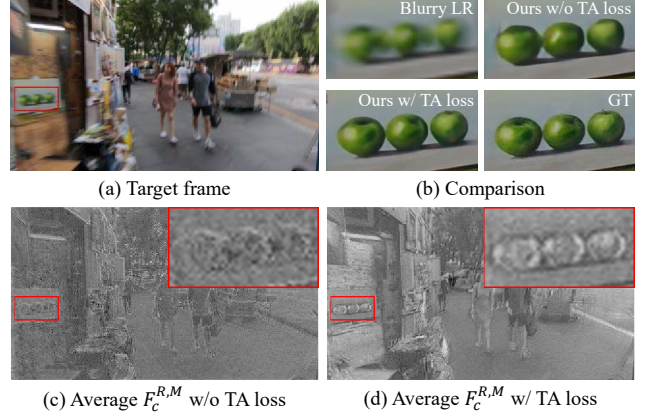 Blurry LR
Ours w/o TA loss
Ours w/ TA loss
GT
(a) Target frame
(b) Comparison
(c) Average $F_c^{R,M}$ w/o TA loss
(d) Average $F_c^{R,M}$ w/ TA loss